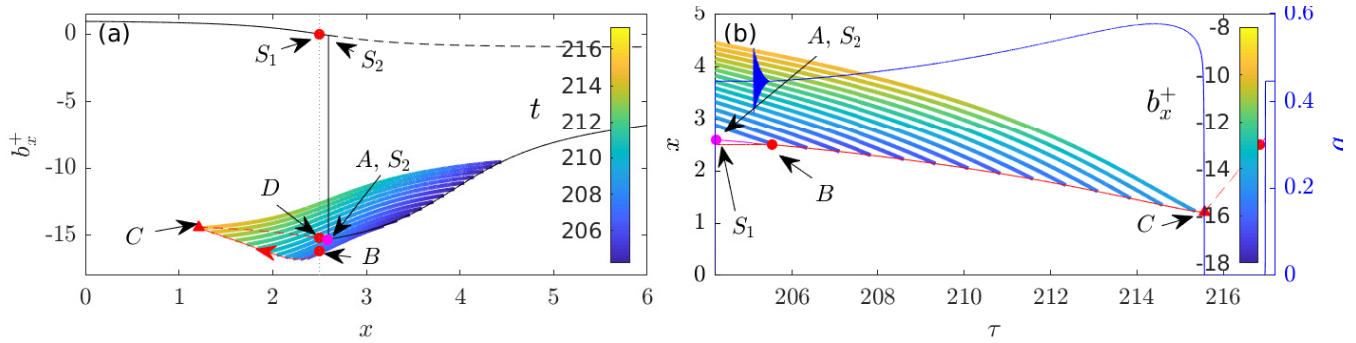 (a)
0
-5
-10
-15
b_x^+
S_1
S_2
A, S_2
D
C
B
t
216
214
212
210
208
206
0 1 2 3 4 5 6
x
(b)
5
4
3
2
1
0
x
A, S_2
S_1
B
C
b_x^+
-8
-10
-12
-14
-16
-18
0.6
0.4
0.2
0
206 208 210 212 214 216
τ